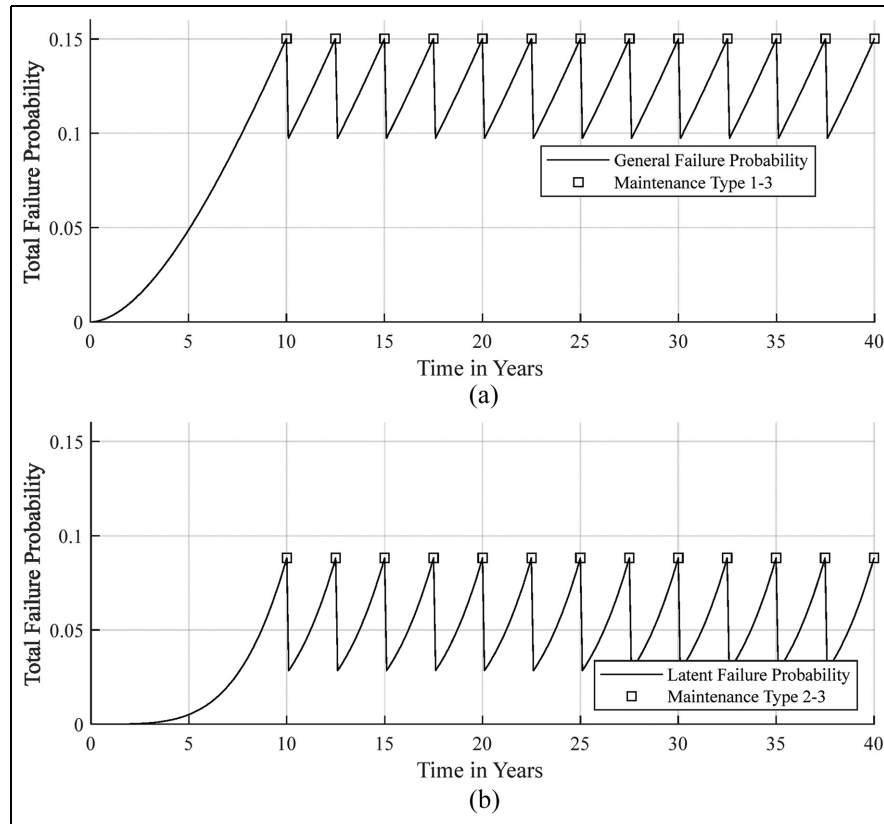 0.15
0.1
0.05
0
Total Failure Probability
General Failure Probability
Maintenance Type 1-3
0 5 10 15 20 25 30 35 40
Time in Years
(a)
0.15
0.1
0.05
0
Total Failure Probability
Latent Failure Probability
Maintenance Type 2-3
0 5 10 15 20 25 30 35 40
Time in Years
(b)